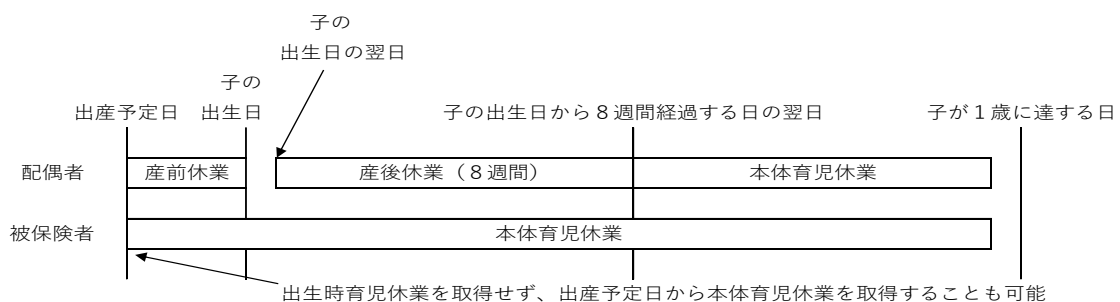 子の
出生日の翌日
子の
出産予定日 出生日 子の出生日から８週間経過する日の翌日 子が１歳に達する日
配偶者 産前休業 産後休業（８週間） 本体育児休業
被保険者 本体育児休業
出生時育児休業を取得せず、出産予定日から本体育児休業を取得することも可能